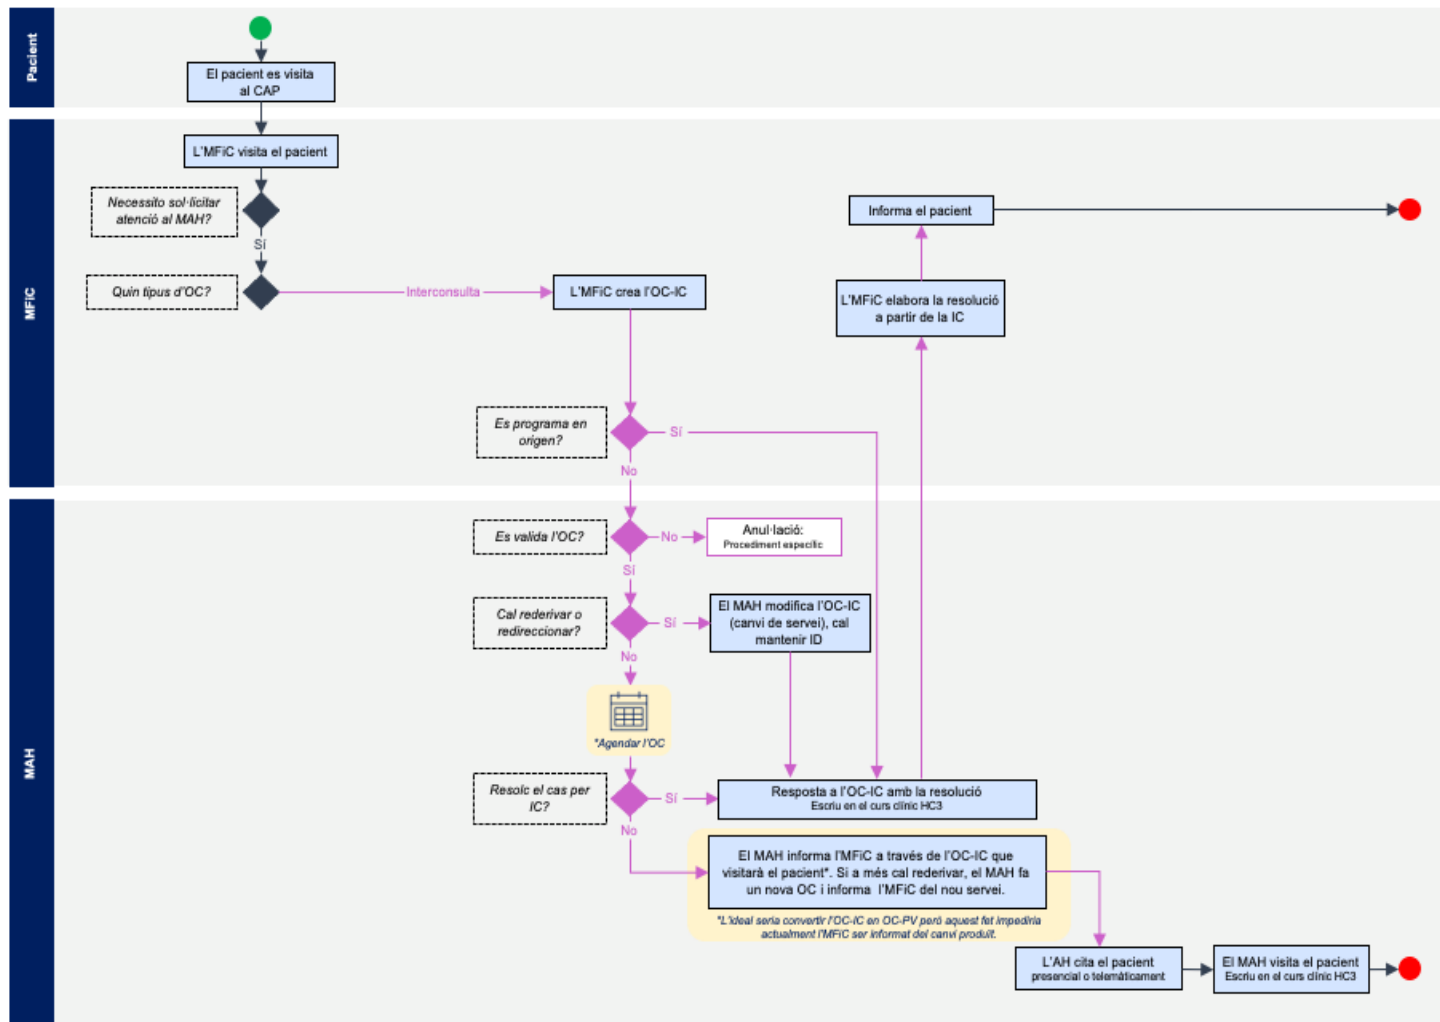 Pacient
El pacient es visita
al CAP
MFiC
L'MFiC visita el pacient
Necessito sol·licitar
atenció al MAH?
Sí
Quin tipus d'OC?
Interconsulta
L'MFiC crea l'OC-IC
Informa el pacient
L'MFiC elabora la resolució
a partir de la IC
Es programa en
origen?
Sí
No
MAH
Es valida l'OC?
No
Anul·lació:
Procediment específic
Sí
Cal rederivar o
redireccionar?
Sí
El MAH modifica l'OC-IC
(canvi de servei), cal
mantenir ID
No
*Agendar l'OC
Resolc el cas per
IC?
Sí
Resposta a l'OC-IC amb la resolució
Escriu en el curs clínic HC3
No
El MAH informa l'MFiC a través de l'OC-IC que
visitarà el pacient*. Si a més cal rederivar, el MAH fa
un nova OC i informa l'MFiC del nou servei.
*L'ideal seria convertir l'OC-IC en OC-PV però aquest fet impediria
actualment l'MFiC ser informat del canvi produït.
L'AH cita el pacient
presencial o telemàticament
El MAH visita el pacient
Escriu en el curs clínic HC3